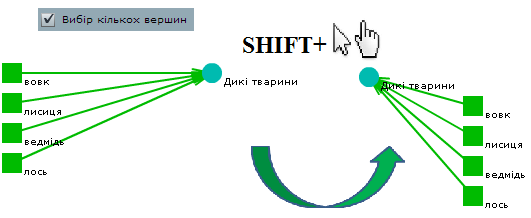 Вибір кількох вершин
SHIFT+
Дикі тварини
вовк
лисиця
ведмідь
лось
Дикі тварини
вовк
лисиця
ведмідь
лось